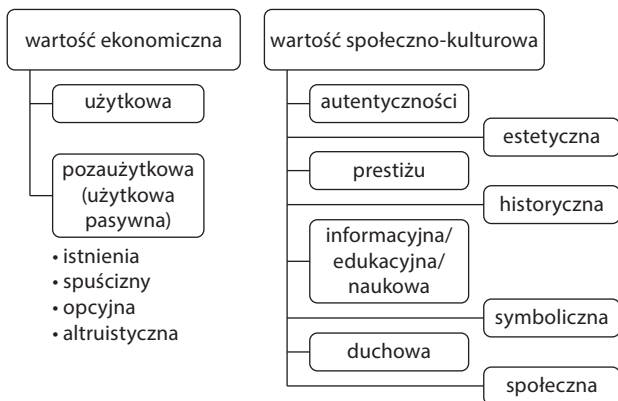 wartość ekonomiczna
użytkowa
pozaużytkowa
(użytkowa
pasywna)
• istnienia
• spuścizny
• opcyjna
• altruistyczna
wartość społeczno-kulturowa
autentyczności
estetyczna
prestiżu
historyczna
informacyjna/
edukacyjna/
naukowa
symboliczna
duchowa
społeczna